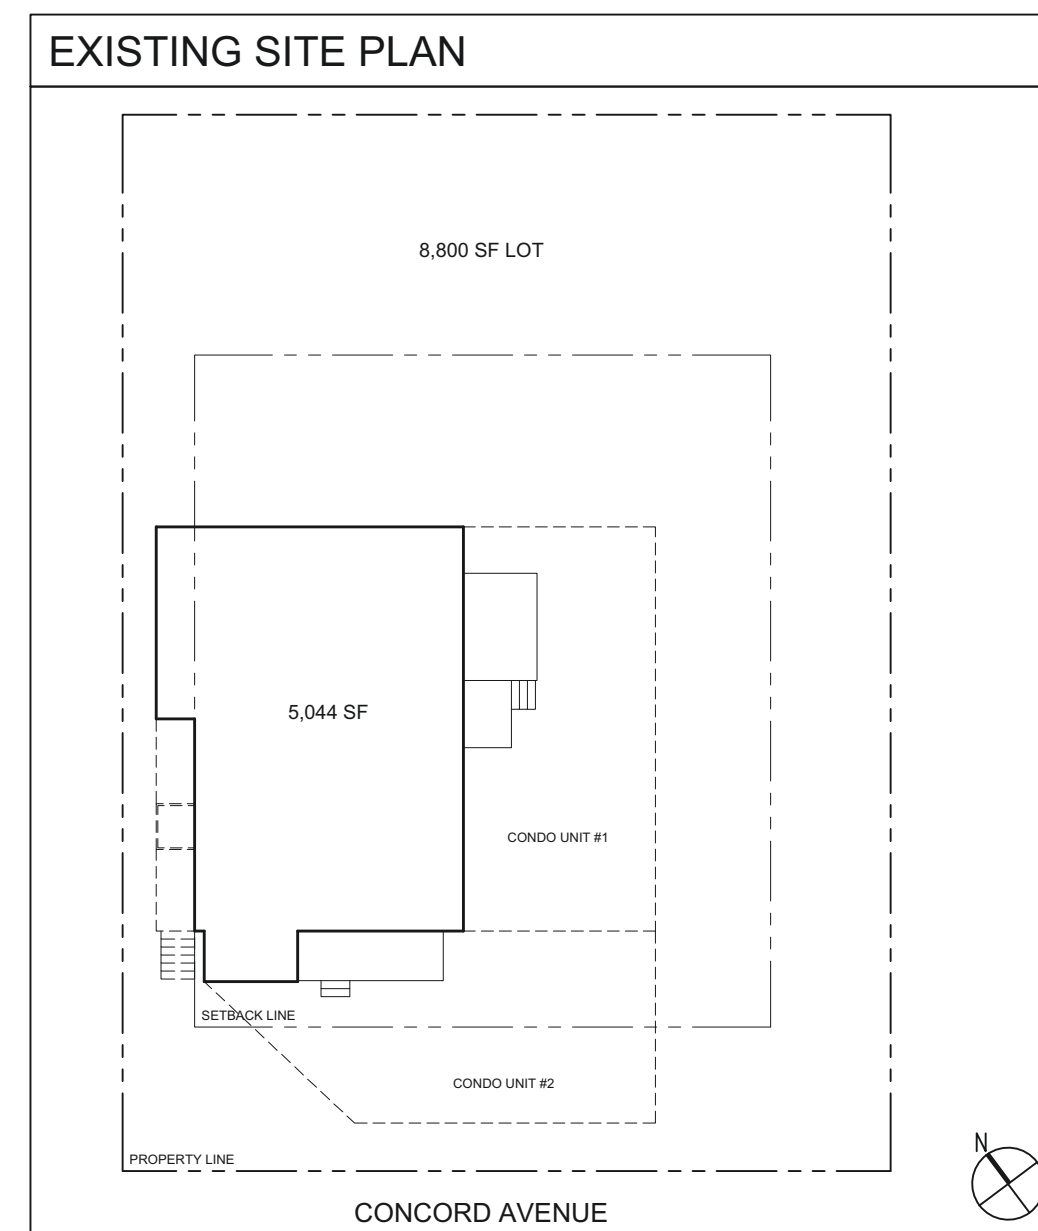 EXISTING SITE PLAN
8,800 SF LOT
5,044 SF
CONDO UNIT #1
SETBACK LINE
CONDO UNIT #2
PROPERTY LINE
N
CONCORD AVENUE